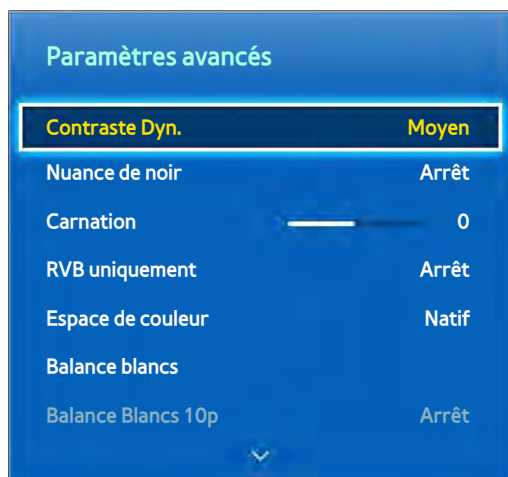 Paramètres avancés
Contraste Dyn. Moyen
Nuance de noir Arrêt
Carnation 0
RVB uniquement Arrêt
Espace de couleur Natif
Balance blancs
Balance Blancs 10p Arrêt